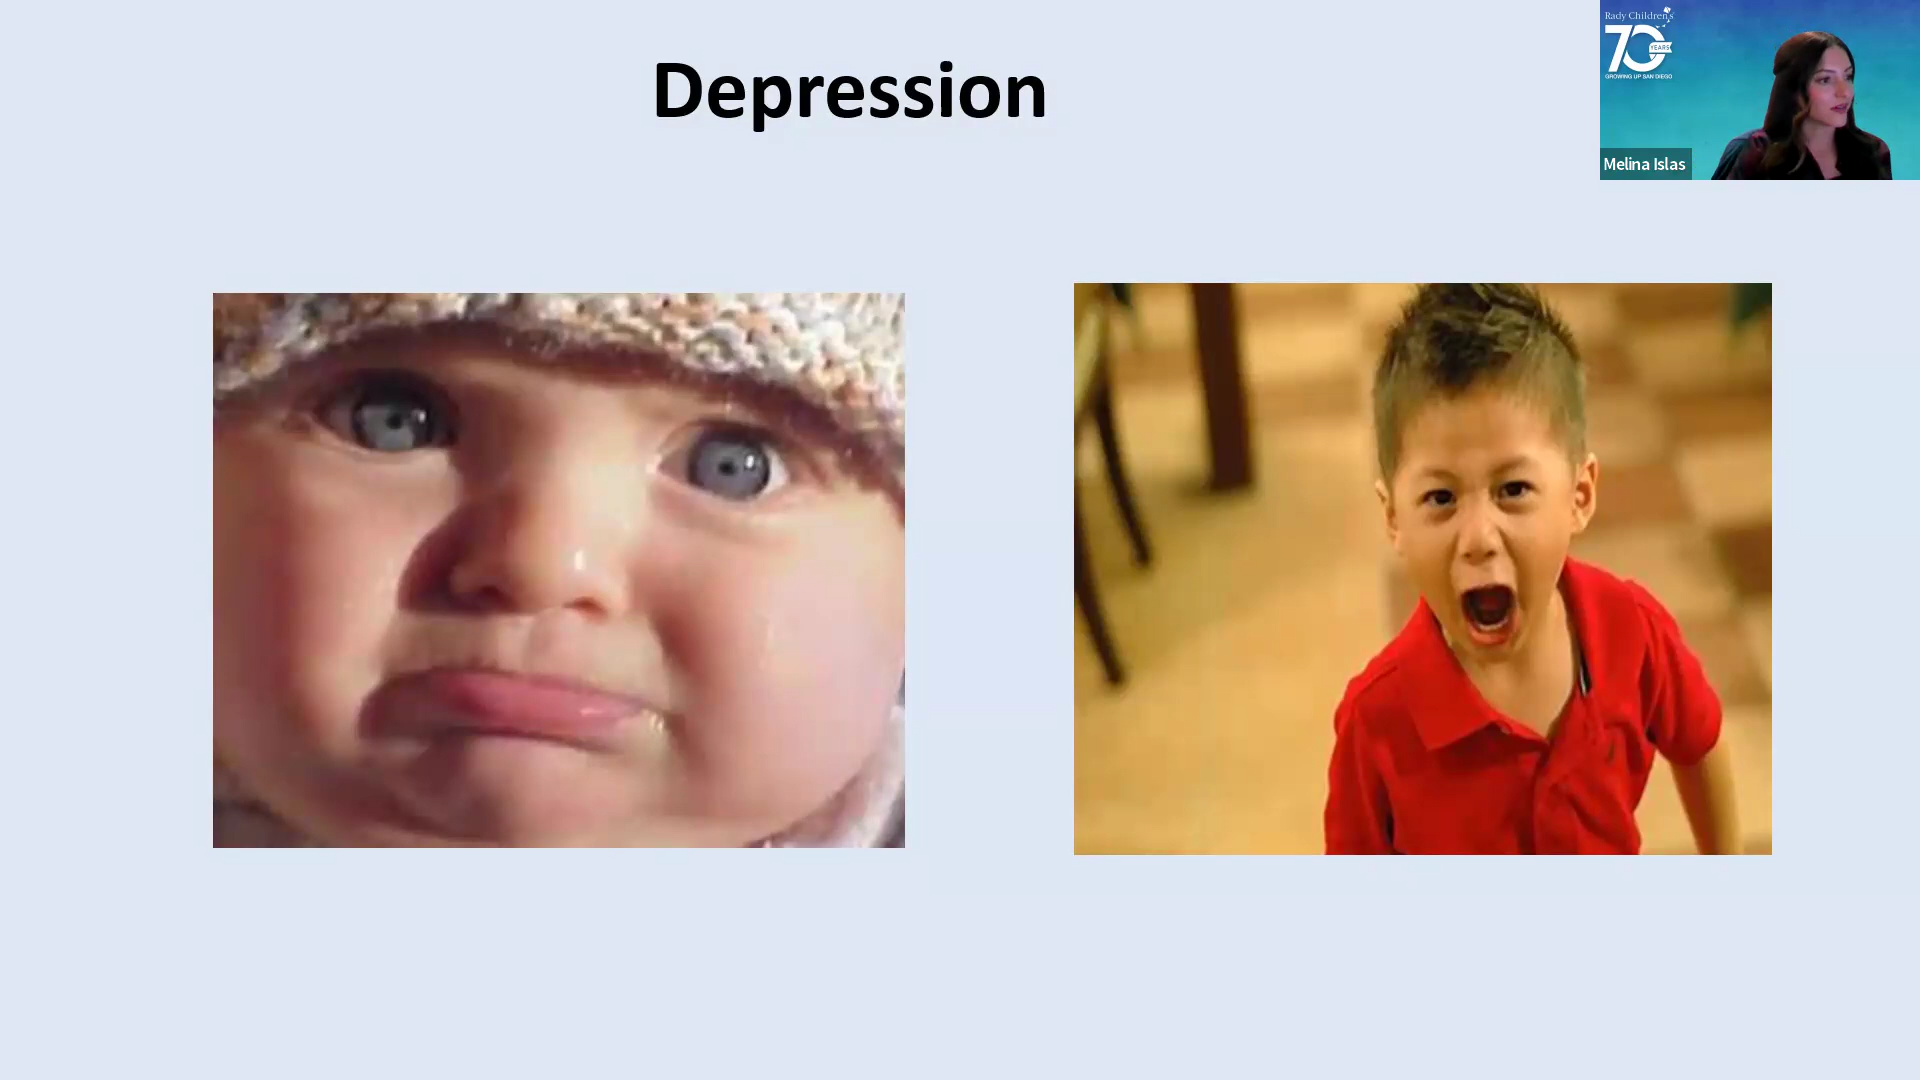 Depression
Rady Children's
70
YEARS
GROWING UP SAN DIEGO
Melina Islas